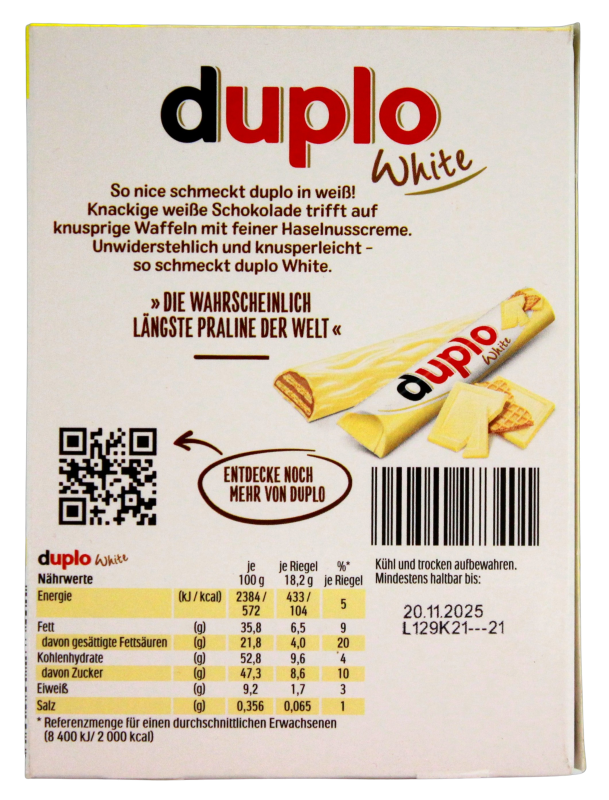 duplo
White
So nice schmeckt duplo in weiß!
Knackige weiße Schokolade trifft auf
knusprige Waffeln mit feiner Haselnusscreme.
Unwiderstehlich und knusperleicht –
so schmeckt duplo White.
» DIE WAHRSCHEINLICH
LÄNGSTE PRALINE DER WELT «
duplo
White
ENTDECKE NOCH
MEHR VON DUPLO
duplo White
Nährwerte je 100 g je Riegel 18,2 g %* je Riegel
Energie (kJ / kcal) 2384 / 572 433 / 104 5
Fett (g) 35,8 6,5 9
davon gesättigte Fettsäuren (g) 21,8 4,0 20
Kohlenhydrate (g) 52,8 9,6 4
davon Zucker (g) 47,3 8,6 10
Eiweiß (g) 9,2 1,7 3
Salz (g) 0,356 0,065 1
* Referenzmenge für einen durchschnittlichen Erwachsenen
(8 400 kJ/ 2 000 kcal)
Kühl und trocken aufbewahren.
Mindestens haltbar bis:
20.11.2025
L129K21---21